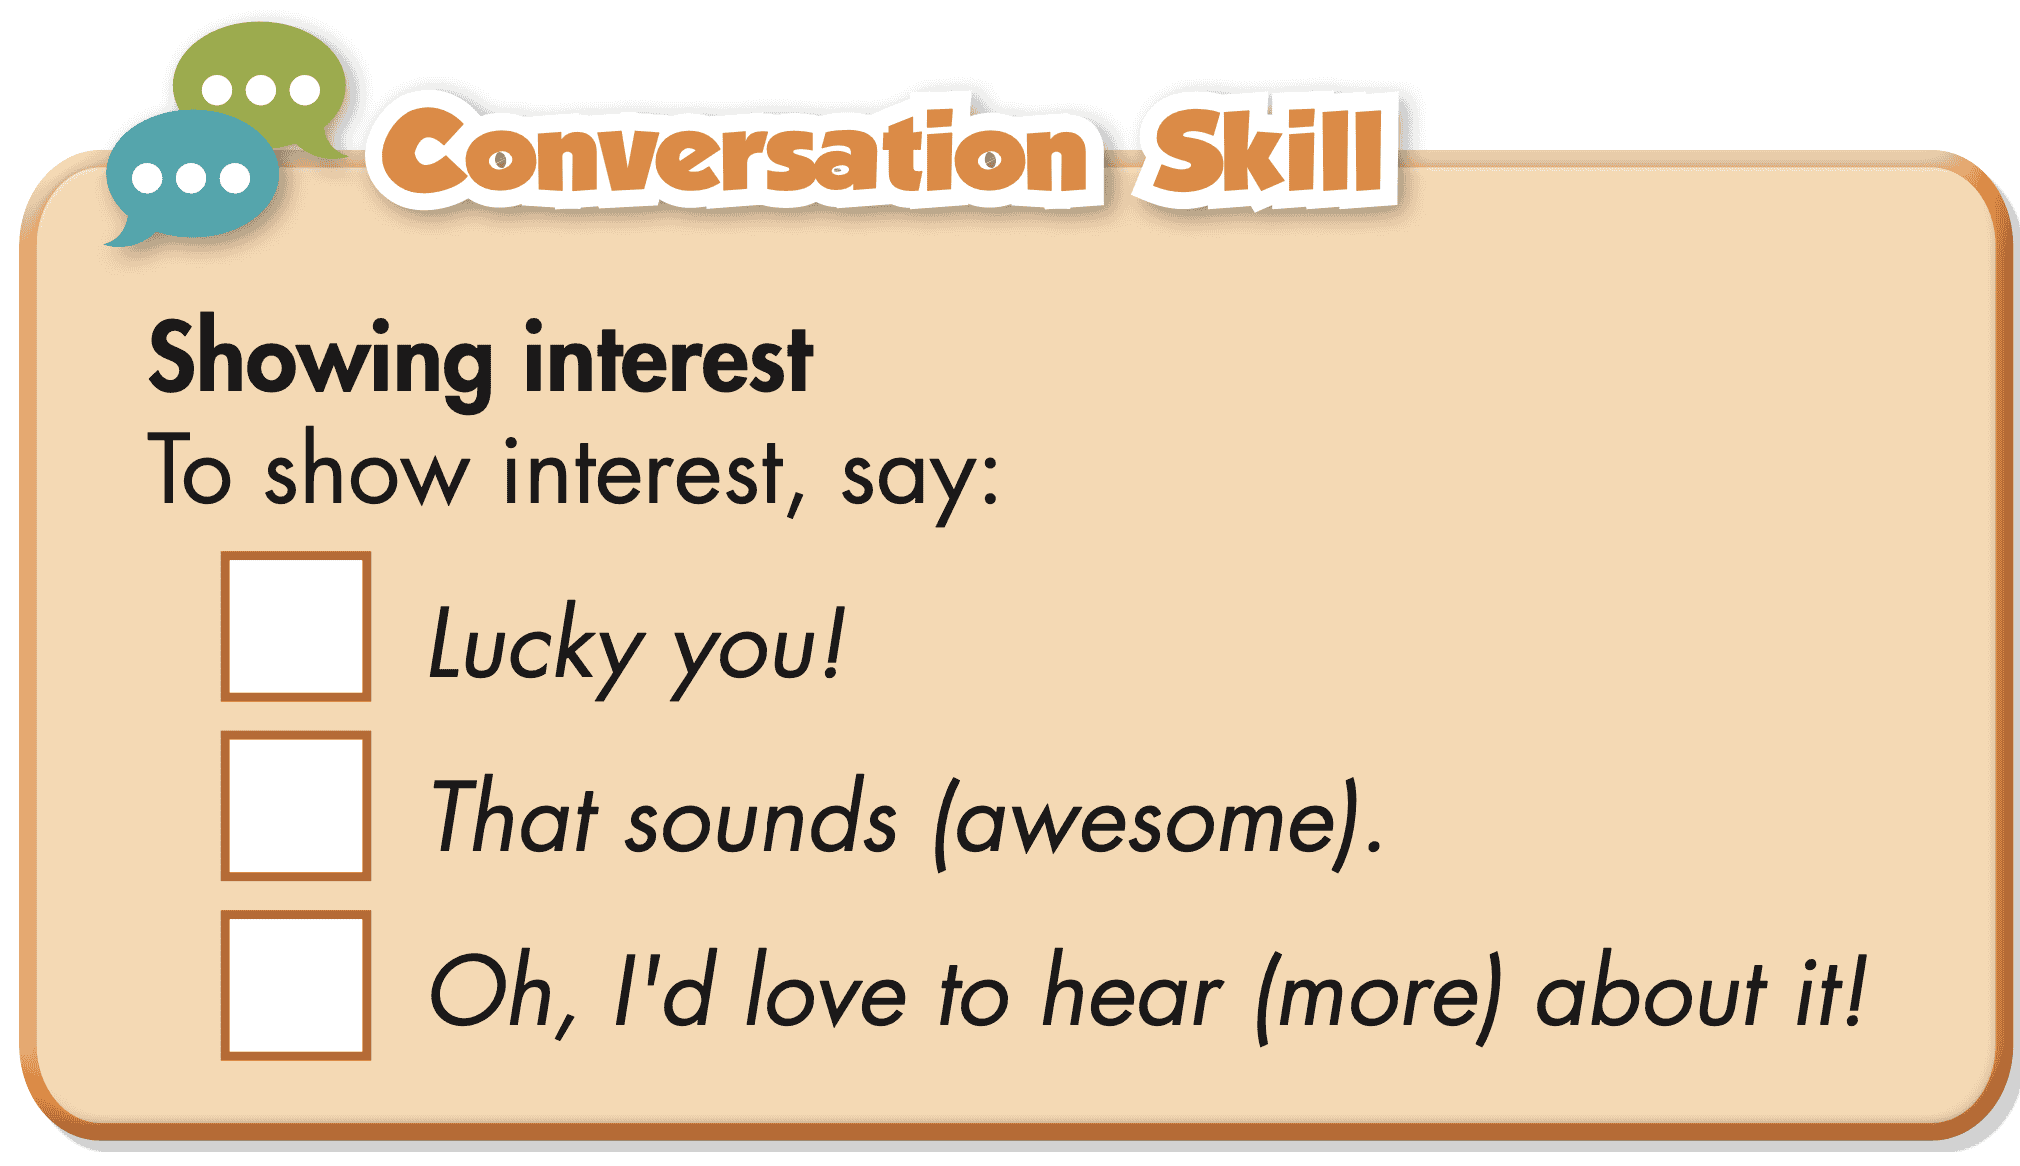 Conversation Skill
Showing interest
To show interest, say:
Lucky you!
That sounds (awesome).
Oh, I'd love to hear (more) about it!